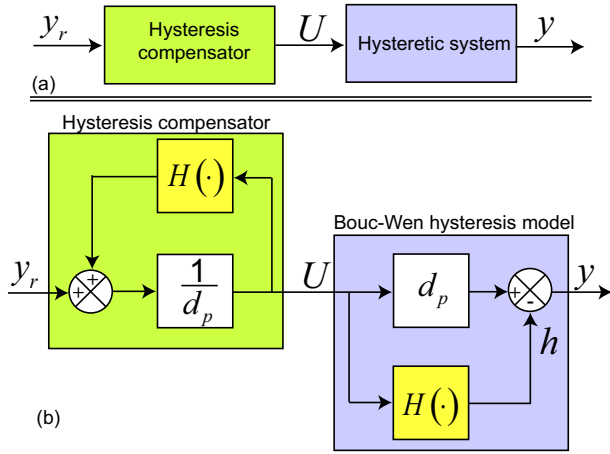 y_r
Hysteresis
compensator
U
Hysteretic system
y
(a)
Hysteresis compensator
H(·)
Bouc-Wen hysteresis model
y_r
+
+
1
d_p
U
d_p
+
-
y
h
H(·)
(b)